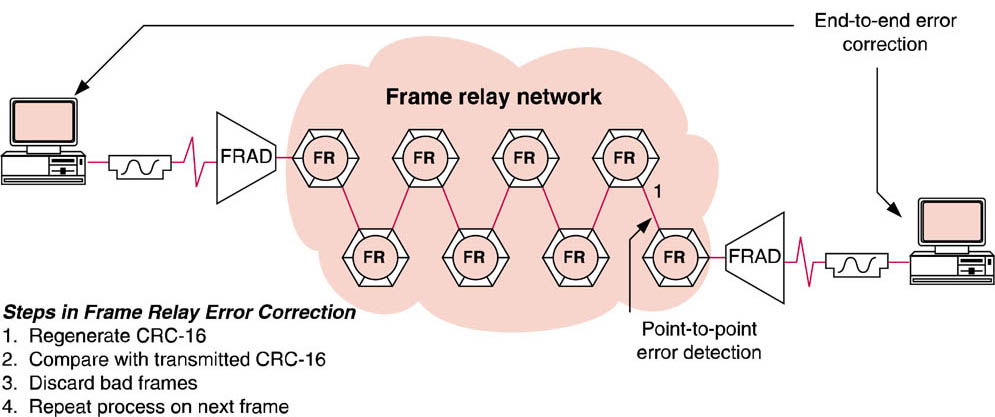 End-to-end error
correction
Frame relay network
FRAD
FR
FR
FR
FR
1
FR
FR
FR
FR
FRAD
Steps in Frame Relay Error Correction
1. Regenerate CRC-16
2. Compare with transmitted CRC-16
3. Discard bad frames
4. Repeat process on next frame
Point-to-point
error detection